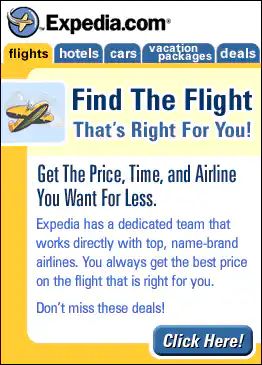 Expedia.com®
flights hotels cars vacation packages deals
Find The Flight
That's Right For You!
Get The Price, Time, and Airline
You Want For Less.
Expedia has a dedicated team that
works directly with top, name-brand
airlines. You always get the best price
on the flight that is right for you.
Don't miss these deals!
Click Here!